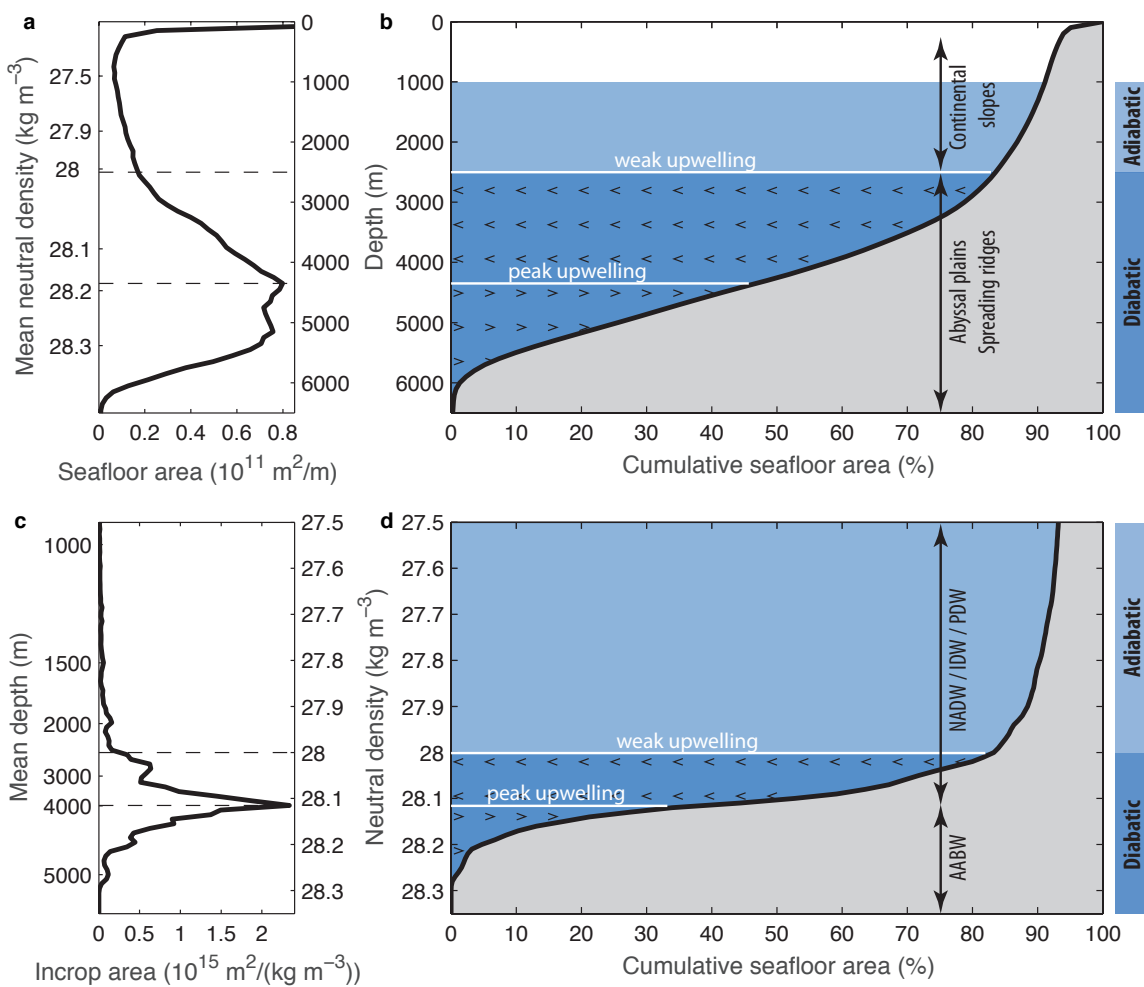 a
Mean neutral density (kg m−3)
27.5
27.9
28
28.1
28.2
28.3
0
1000
2000
3000
4000
5000
6000
0 0.2 0.4 0.6 0.8
Seafloor area (10^11 m^2/m)
b
Depth (m)
0
1000
2000
3000
4000
5000
6000
weak upwelling
peak upwelling
Continental
slopes
Abyssal plains
Spreading ridges
Adiabatic
Diabatic
0 10 20 30 40 50 60 70 80 90 100
Cumulative seafloor area (%)
c
Mean depth (m)
1000
1500
2000
3000
4000
5000
27.5
27.6
27.7
27.8
27.9
28
28.1
28.2
28.3
0 0.5 1 1.5 2
Incrop area (10^15 m^2/(kg m^−3))
d
Neutral density (kg m−3)
27.5
27.6
27.7
27.8
27.9
28
28.1
28.2
28.3
weak upwelling
peak upwelling
NADW / IDW / PDW
AABW
Adiabatic
Diabatic
0 10 20 30 40 50 60 70 80 90 100
Cumulative seafloor area (%)